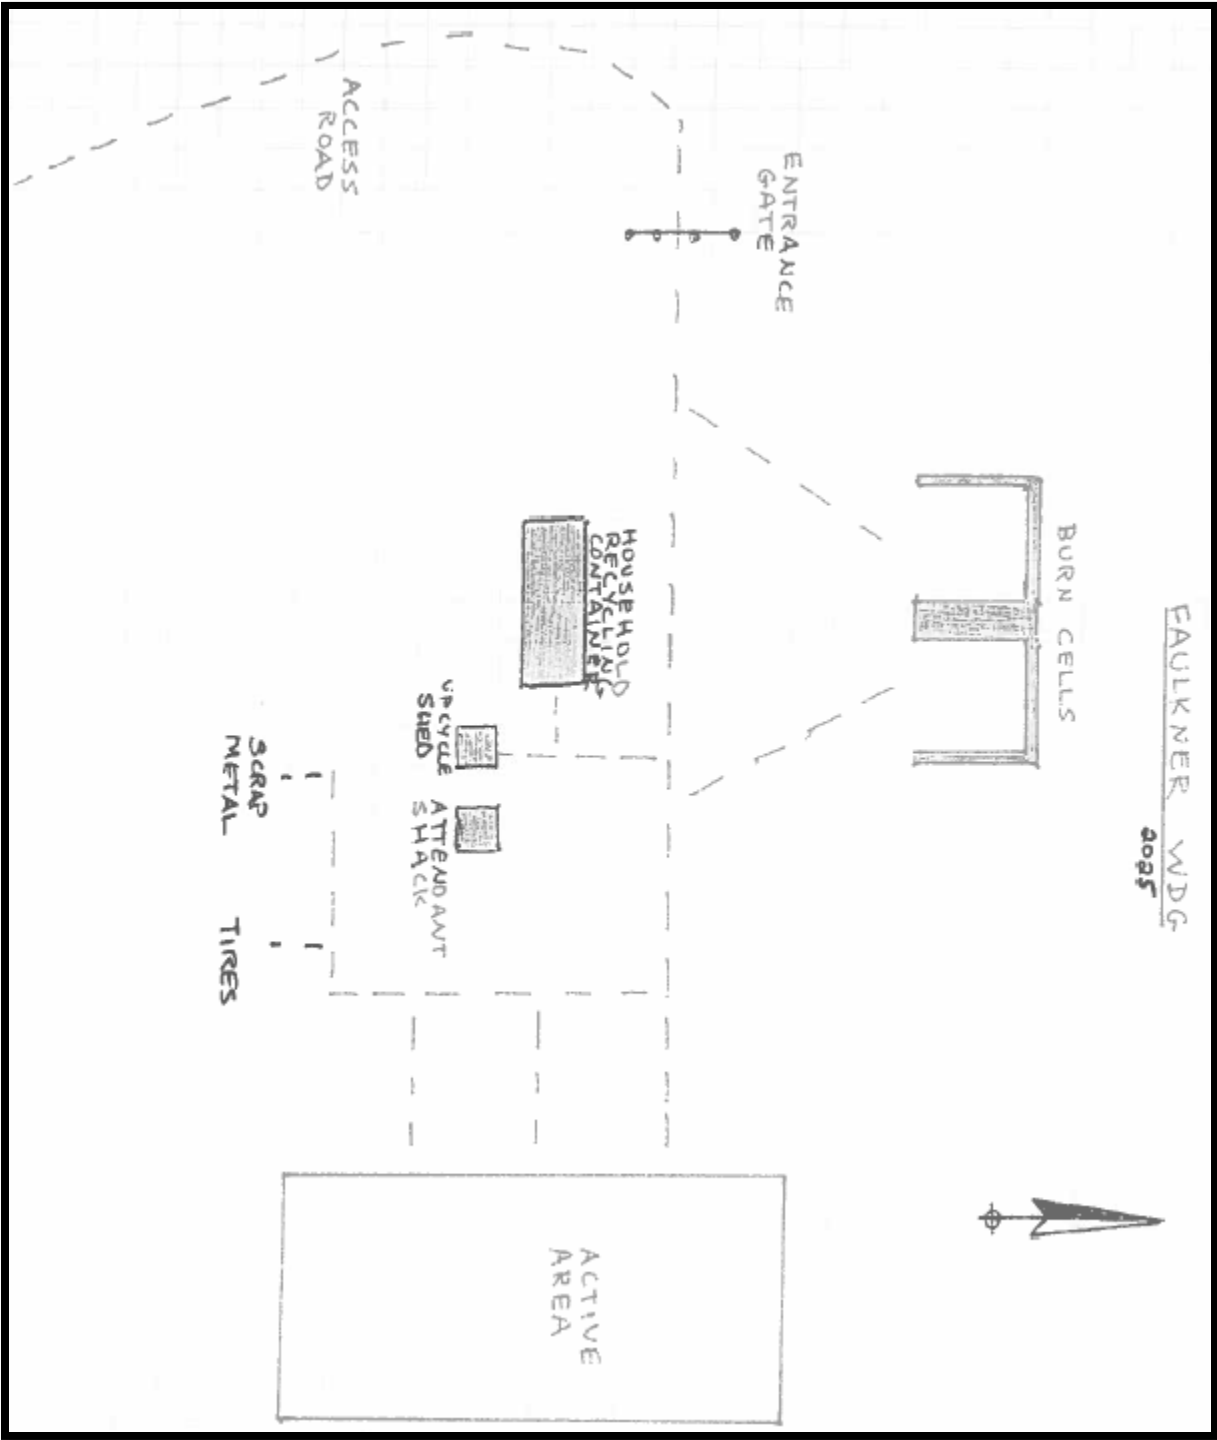 FAULKNER WDG
2025
BURN CELLS
ENTRANCE
GATE
ACCESS
ROAD
HOUSEHOLD
RECYCLING
CONTAINER
UPCYCLE
SHED
ATTENDANT
SHACK
SCRAP
METAL
TIRES
ACTIVE
AREA